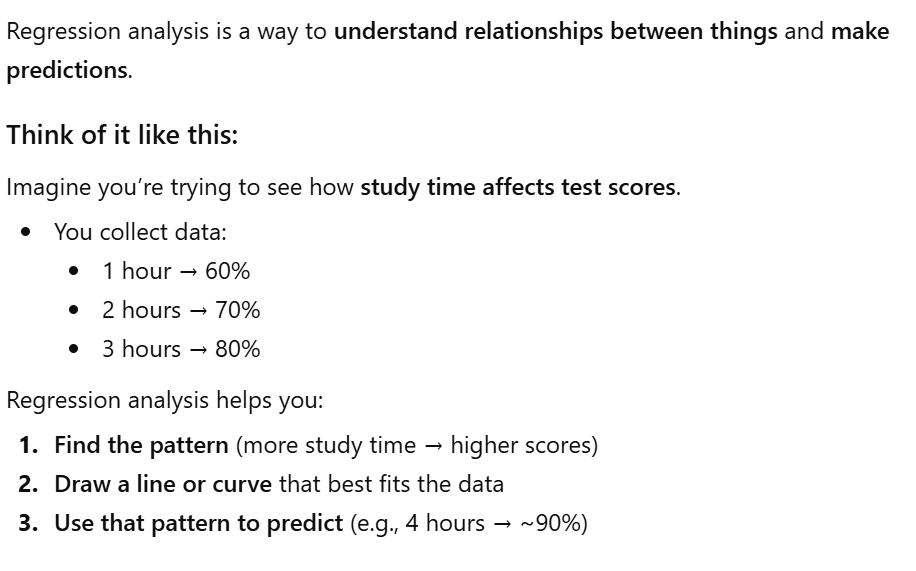 Regression analysis is a way to understand relationships between things and make
predictions.
Think of it like this:
Imagine you’re trying to see how study time affects test scores.
• You collect data:
• 1 hour → 60%
• 2 hours → 70%
• 3 hours → 80%
Regression analysis helps you:
1. Find the pattern (more study time → higher scores)
2. Draw a line or curve that best fits the data
3. Use that pattern to predict (e.g., 4 hours → ~90%)